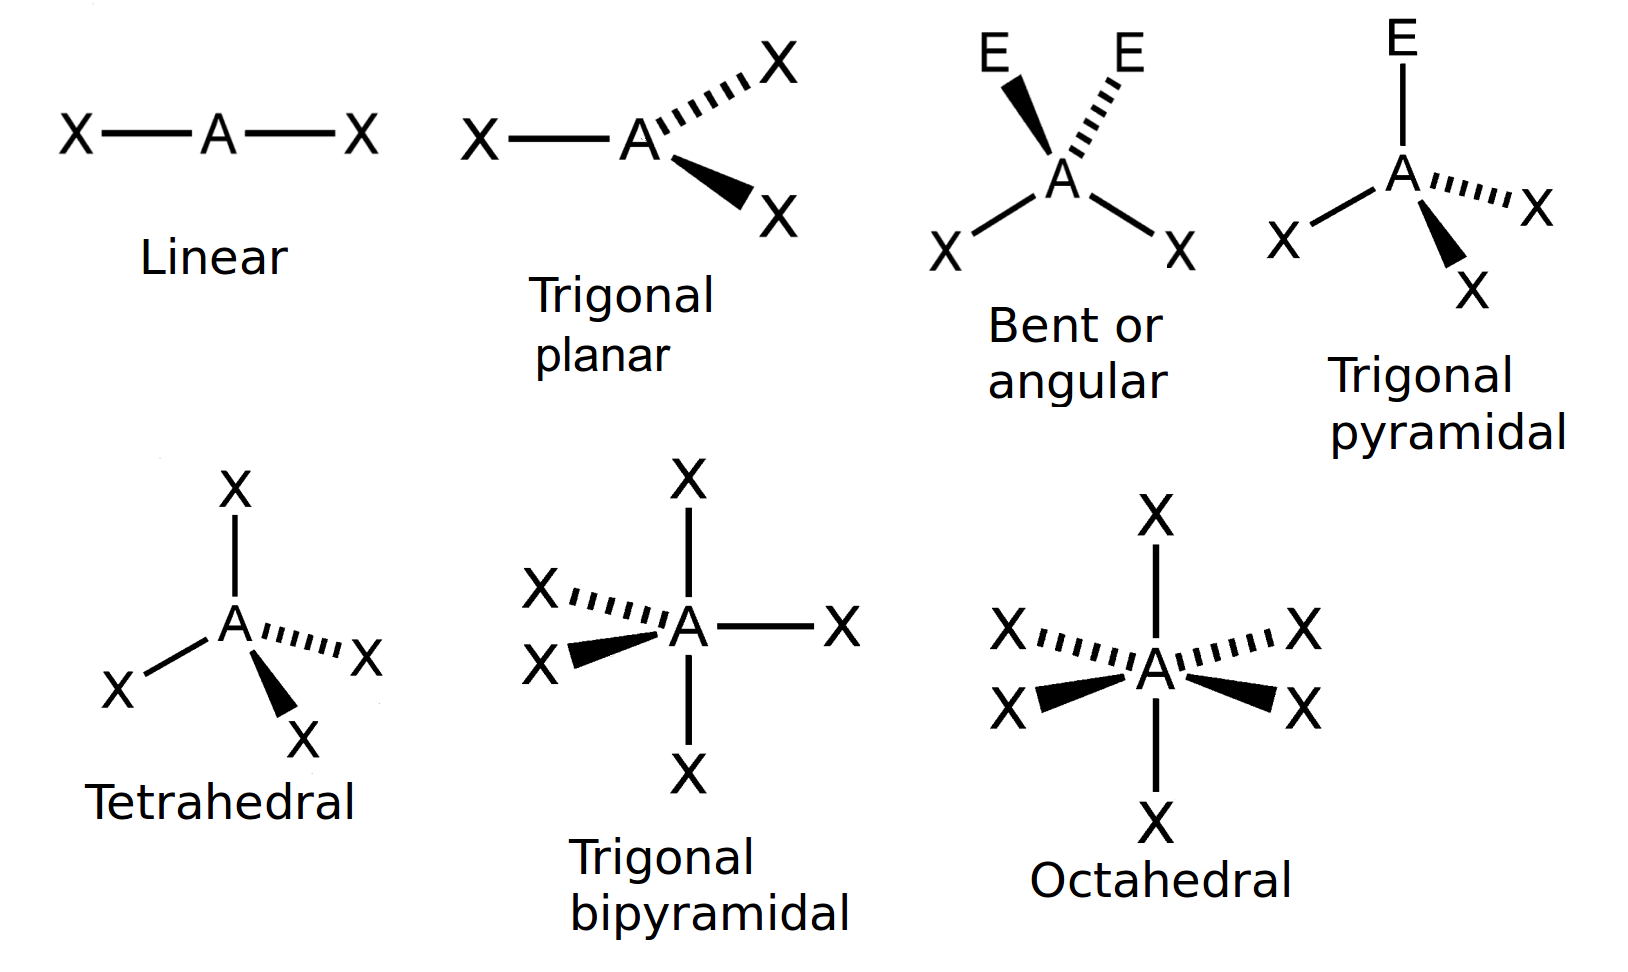 X A X
Linear
X A X
X
Trigonal
planar
E E
A
X X
Bent or
angular
E
A
X X
X
Trigonal
pyramidal
X
A
X X
X
Tetrahedral
X
X
A X
X
X
Trigonal
bipyramidal
X
X X
A
X X
X
Octahedral